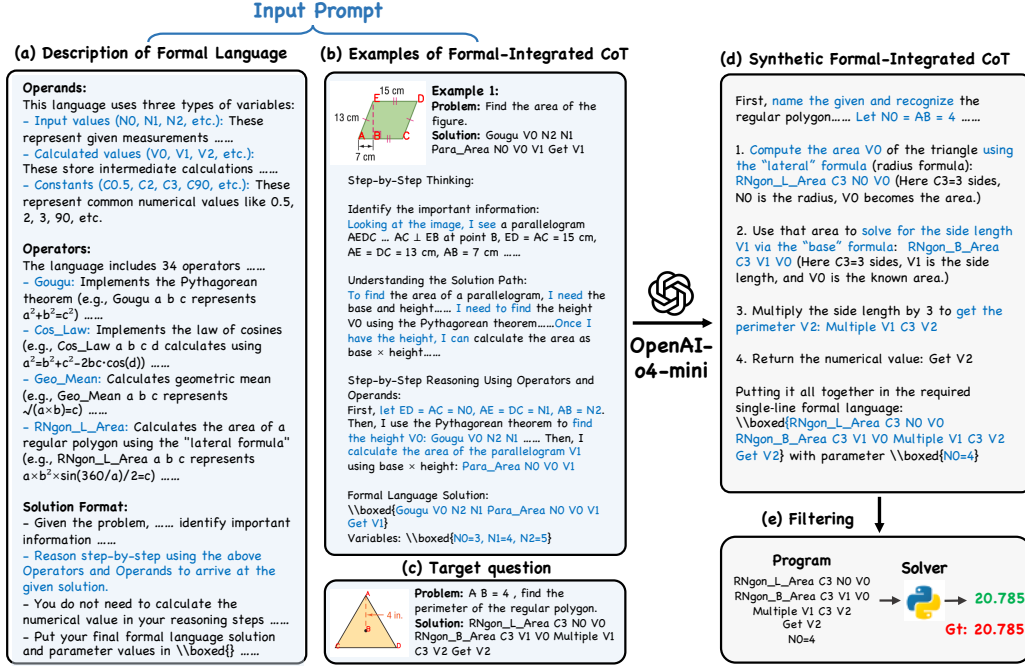 Input Prompt
(a) Description of Formal Language
Operands:
This language uses three types of variables:
– Input values (N0, N1, N2, etc.): These
represent given measurements ……
– Calculated values (V0, V1, V2, etc.):
These store intermediate calculations ……
– Constants (C0.5, C2, C3, C90, etc.): These
represent common numerical values like 0.5,
2, 3, 90, etc.
Operators:
The language includes 34 operators ……
– Gougu: Implements the Pythagorean
theorem (e.g., Gougu a b c represents
a²+b²=c²) ……
– Cos_Law: Implements the law of cosines
(e.g., Cos_Law a b c d calculates using
a²=b²+c²-2bc·cos(d)) ……
– Geo_Mean: Calculates geometric mean
(e.g., Geo_Mean a b c represents
√(a×b)=c) ……
– RNgon_L_Area: Calculates the area of a
regular polygon using the "lateral formula"
(e.g., RNgon_L_Area a b c represents
a×b²×sin(360/a)/2=c) ……
Solution Format:
– Given the problem, …… identify important
information ……
– Reason step-by-step using the above
Operators and Operands to arrive at the
given solution.
– You do not need to calculate the
numerical value in your reasoning steps ……
– Put your final formal language solution
and parameter values in \\boxed{} ……
(b) Examples of Formal-Integrated CoT
15 cm
E
D
13 cm
A
B
C
7 cm
Example 1:
Problem: Find the area of the
figure.
Solution: Gougu V0 N2 N1
Para_Area N0 V0 V1 Get V1
Step-by-Step Thinking:
Identify the important information:
Looking at the image, I see a parallelogram
AEDC … AC ⊥ EB at point B, ED = AC = 15 cm,
AE = DC = 13 cm, AB = 7 cm ……
Understanding the Solution Path:
To find the area of a parallelogram, I need the
base and height…… I need to find the height
V0 using the Pythagorean theorem……Once I
have the height, I can calculate the area as
base × height……
Step-by-Step Reasoning Using Operators and
Operands:
First, let ED = AC = N0, AE = DC = N1, AB = N2.
Then, I use the Pythagorean theorem to find
the height V0: Gougu V0 N2 N1 …… Then, I
calculate the area of the parallelogram V1
using base × height: Para_Area N0 V0 V1
Formal Language Solution:
\\boxed{Gougu V0 N2 N1 Para_Area N0 V0 V1
Get V1}
Variables: \\boxed{N0=3, N1=4, N2=5}
(c) Target question
A
4 in.
B
C
D
Problem: A B = 4 , find the
perimeter of the regular polygon.
Solution: RNgon_L_Area C3 N0 V0
RNgon_B_Area C3 V1 V0 Multiple V1
C3 V2 Get V2
OpenAI-
o4-mini
(d) Synthetic Formal-Integrated CoT
First, name the given and recognize the
regular polygon…… Let N0 = AB = 4 ……
1. Compute the area V0 of the triangle using
the "lateral" formula (radius formula):
RNgon_L_Area C3 N0 V0 (Here C3=3 sides,
N0 is the radius, V0 becomes the area.)
2. Use that area to solve for the side length
V1 via the "base" formula: RNgon_B_Area
C3 V1 V0 (Here C3=3 sides, V1 is the side
length, and V0 is the known area.)
3. Multiply the side length by 3 to get the
perimeter V2: Multiple V1 C3 V2
4. Return the numerical value: Get V2
Putting it all together in the required
single-line formal language:
\\boxed{RNgon_L_Area C3 N0 V0
RNgon_B_Area C3 V1 V0 Multiple V1 C3 V2
Get V2} with parameter \\boxed{N0=4}
(e) Filtering
Program
RNgon_L_Area C3 N0 V0
RNgon_B_Area C3 V1 V0
Multiple V1 C3 V2
Get V2
N0=4
Solver
20.785
Gt: 20.785